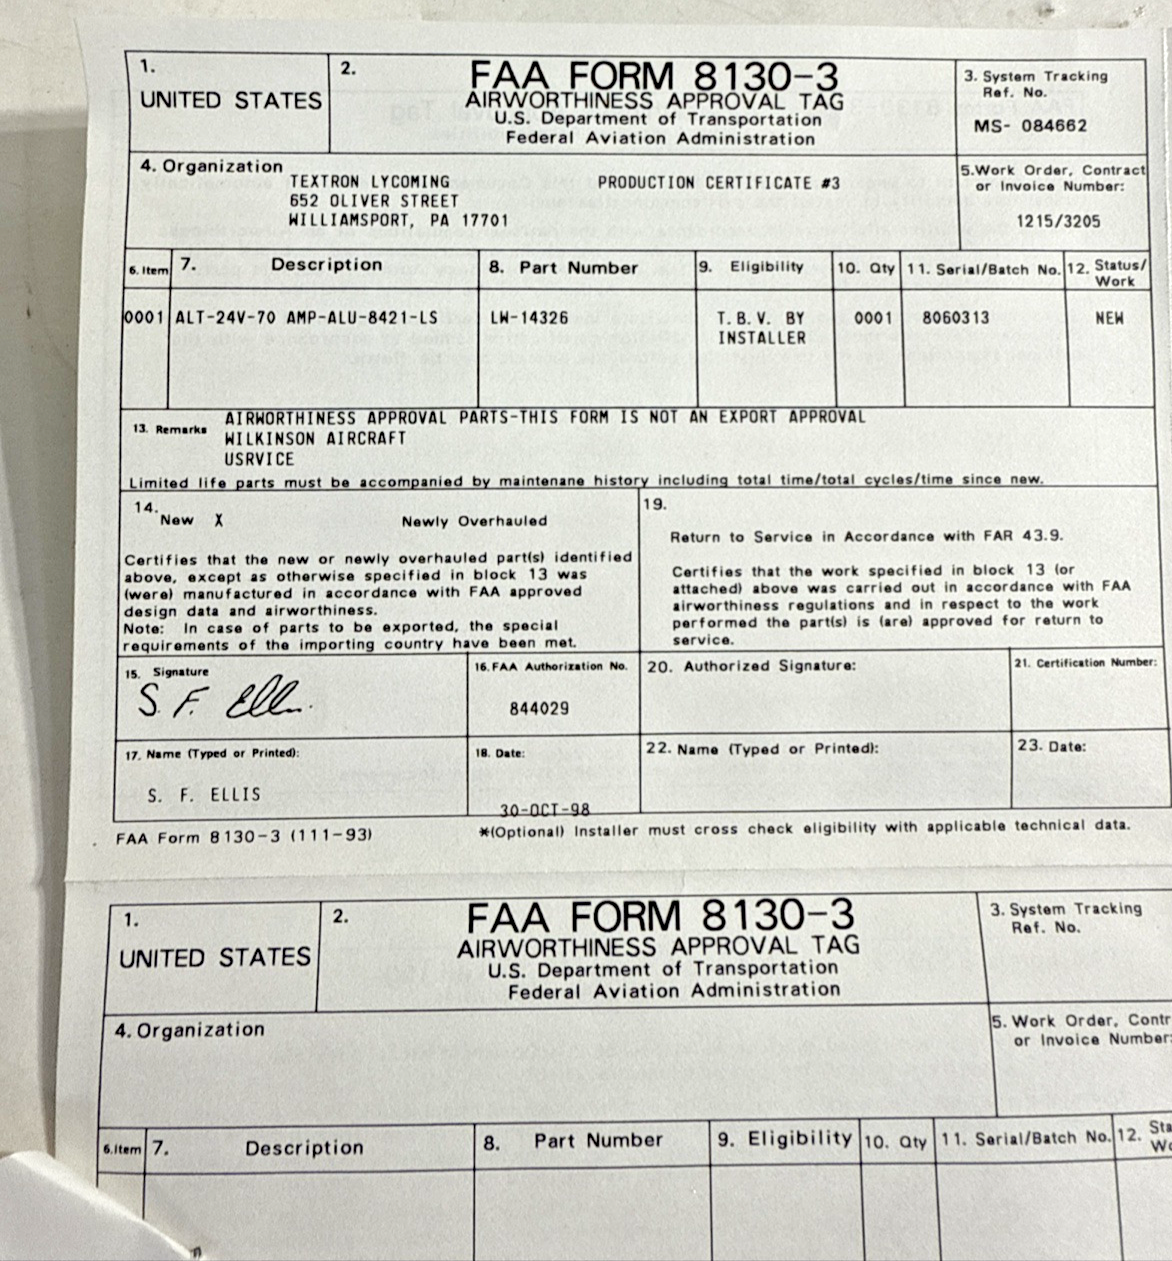 1.
UNITED STATES
2.
FAA FORM 8130-3
AIRWORTHINESS APPROVAL TAG
U.S. Department of Transportation
Federal Aviation Administration
3. System Tracking
Ref. No.
MS- 084662
4. Organization
TEXTRON LYCOMING PRODUCTION CERTIFICATE #3
652 OLIVER STREET
WILLIAMSPORT, PA 17701
5.Work Order, Contract
or Invoice Number:
1215/3205
6. Item 7. Description 8. Part Number 9. Eligibility 10. Qty 11. Serial/Batch No. 12. Status/
Work
0001 ALT-24V-70 AMP-ALU-8421-LS LW-14326 T.B.V. BY 0001 8060313 NEW
INSTALLER
13. Remarks
AIRWORTHINESS APPROVAL PARTS-THIS FORM IS NOT AN EXPORT APPROVAL
WILKINSON AIRCRAFT
USRVICE
Limited life parts must be accompanied by maintenane history including total time/total cycles/time since new.
14.
New X Newly Overhauled
Certifies that the new or newly overhauled part(s) identified
above, except as otherwise specified in block 13 was
(were) manufactured in accordance with FAA approved
design data and airworthiness.
Note: In case of parts to be exported, the special
requirements of the importing country have been met.
19.
Return to Service in Accordance with FAR 43.9.
Certifies that the work specified in block 13 (or
attached) above was carried out in accordance with FAA
airworthiness regulations and in respect to the work
performed the part(s) is (are) approved for return to
service.
15. Signature
S. F. Ellis
16. FAA Authorization No.
844029
20. Authorized Signature:
21. Certification Number:
17. Name (Typed or Printed):
S. F. ELLIS
18. Date:
30-OCT-98
22. Name (Typed or Printed):
23. Date:
FAA Form 8130-3 (111-93) *(Optional) Installer must cross check eligibility with applicable technical data.
1.
UNITED STATES
2.
FAA FORM 8130-3
AIRWORTHINESS APPROVAL TAG
U.S. Department of Transportation
Federal Aviation Administration
3. System Tracking
Ref. No.
4. Organization
5. Work Order, Contr
or Invoice Number:
6.Item 7. Description 8. Part Number 9. Eligibility 10. Qty 11. Serial/Batch No. 12. Sta
Wo